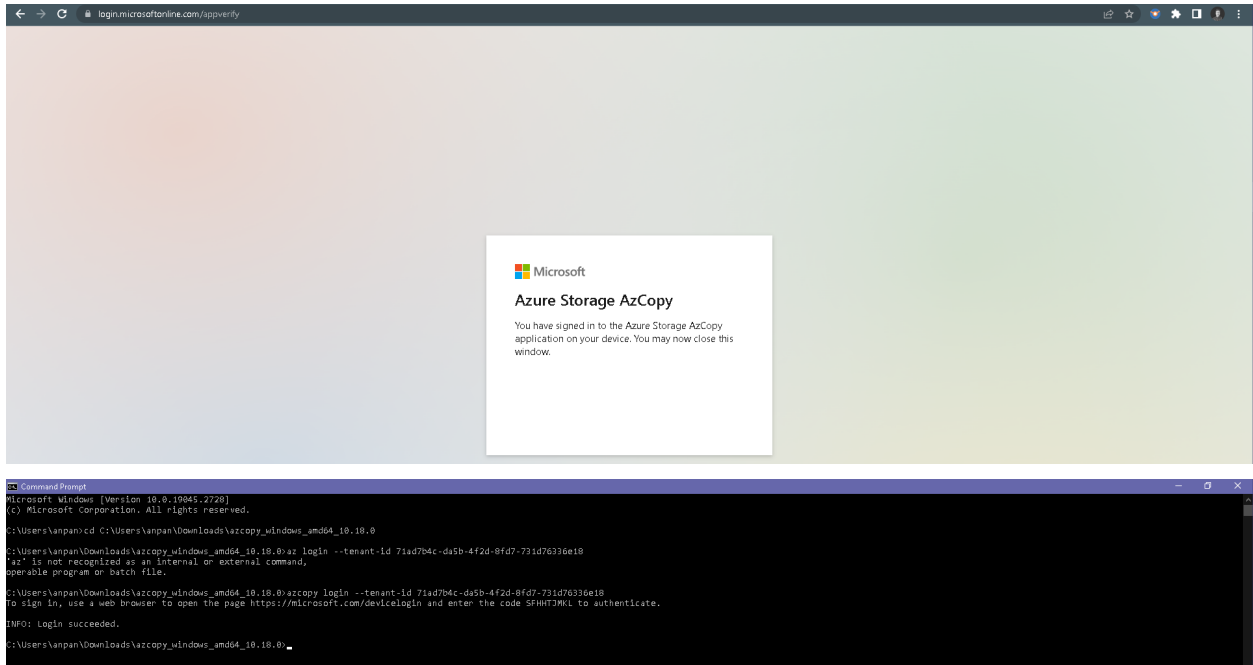 login.microsoftonline.com/appverify
Microsoft
Azure Storage AzCopy
You have signed in to the Azure Storage AzCopy
application on your device. You may now close this
window.
Command Prompt
Microsoft Windows [Version 10.0.19045.2728]
(c) Microsoft Corporation. All rights reserved.
C:\Users\anpan>cd C:\Users\anpan\Downloads\azcopy_windows_amd64_10.18.0
C:\Users\anpan\Downloads\azcopy_windows_amd64_10.18.0>az login --tenant-id 71ad7b4c-da5b-4f2d-8fd7-731d76336e18
'az' is not recognized as an internal or external command,
operable program or batch file.
C:\Users\anpan\Downloads\azcopy_windows_amd64_10.18.0>azcopy login --tenant-id 71ad7b4c-da5b-4f2d-8fd7-731d76336e18
To sign in, use a web browser to open the page https://microsoft.com/devicelogin and enter the code SFHHTJMKL to authenticate.
INFO: Login succeeded.
C:\Users\anpan\Downloads\azcopy_windows_amd64_10.18.0>